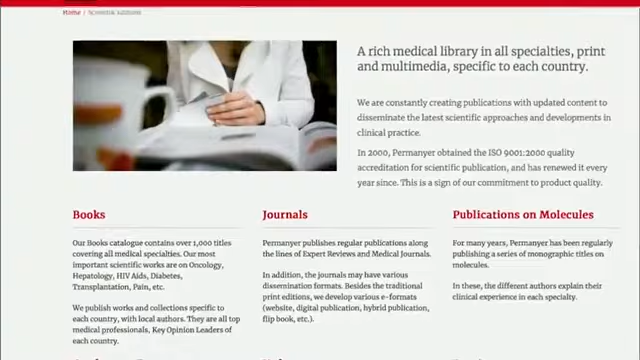 Home / Scientific Editions
A rich medical library in all specialties, print
and multimedia, specific to each country.
We are constantly creating publications with updated content to
disseminate the latest scientific approaches and developments in
clinical practice.
In 2000, Permanyer obtained the ISO 9001:2000 quality
accreditation for scientific publication, and has renewed it every
year since. This is a sign of our commitment to product quality.
Books
Our Books catalogue contains over 1,000 titles
covering all medical specialties. Our most
important scientific works are on Oncology,
Hepatology, HIV Aids, Diabetes,
Transplantation, Pain, etc.
We publish works and collections specific to
each country, with local authors. They are all top
medical professionals, Key Opinion Leaders of
each country.
Journals
Permanyer publishes regular publications along
the lines of Expert Reviews and Medical Journals.
In addition, the journals may have various
dissemination formats. Besides the traditional
print editions, we develop various e-formats
(website, digital publication, hybrid publication,
flip book, etc.).
Publications on Molecules
For many years, Permanyer has been regularly
publishing a series of monographic titles on
molecules.
In these, the different authors explain their
clinical experience in each specialty.